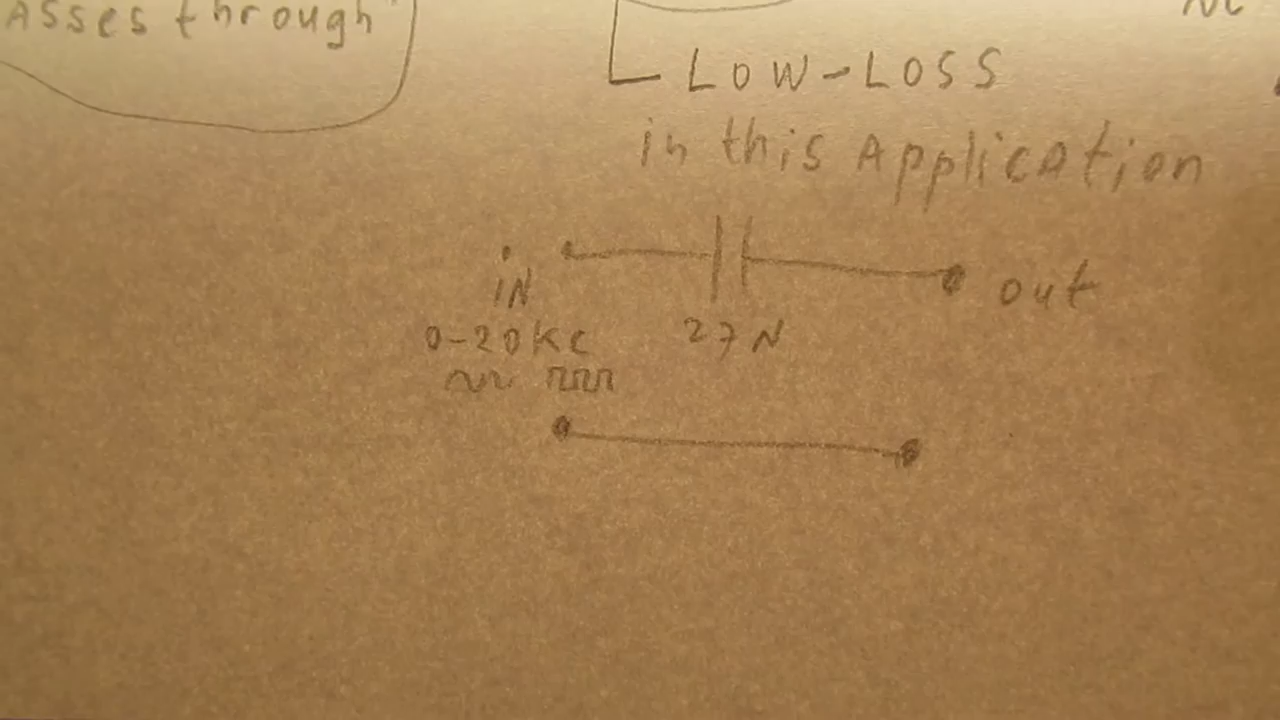 Asses through"
LOW-LOSS
in this Application
iN
out
0-20KC
27N